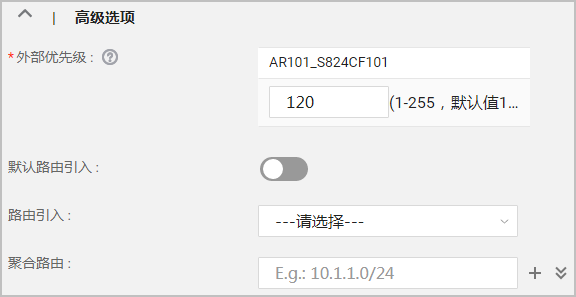 高级选项
*外部优先级：
AR101_S824CF101
120 (1-255，默认值1...
默认路由引入：
路由引入： ---请选择---
聚合路由： E.g.: 10.1.1.0/24